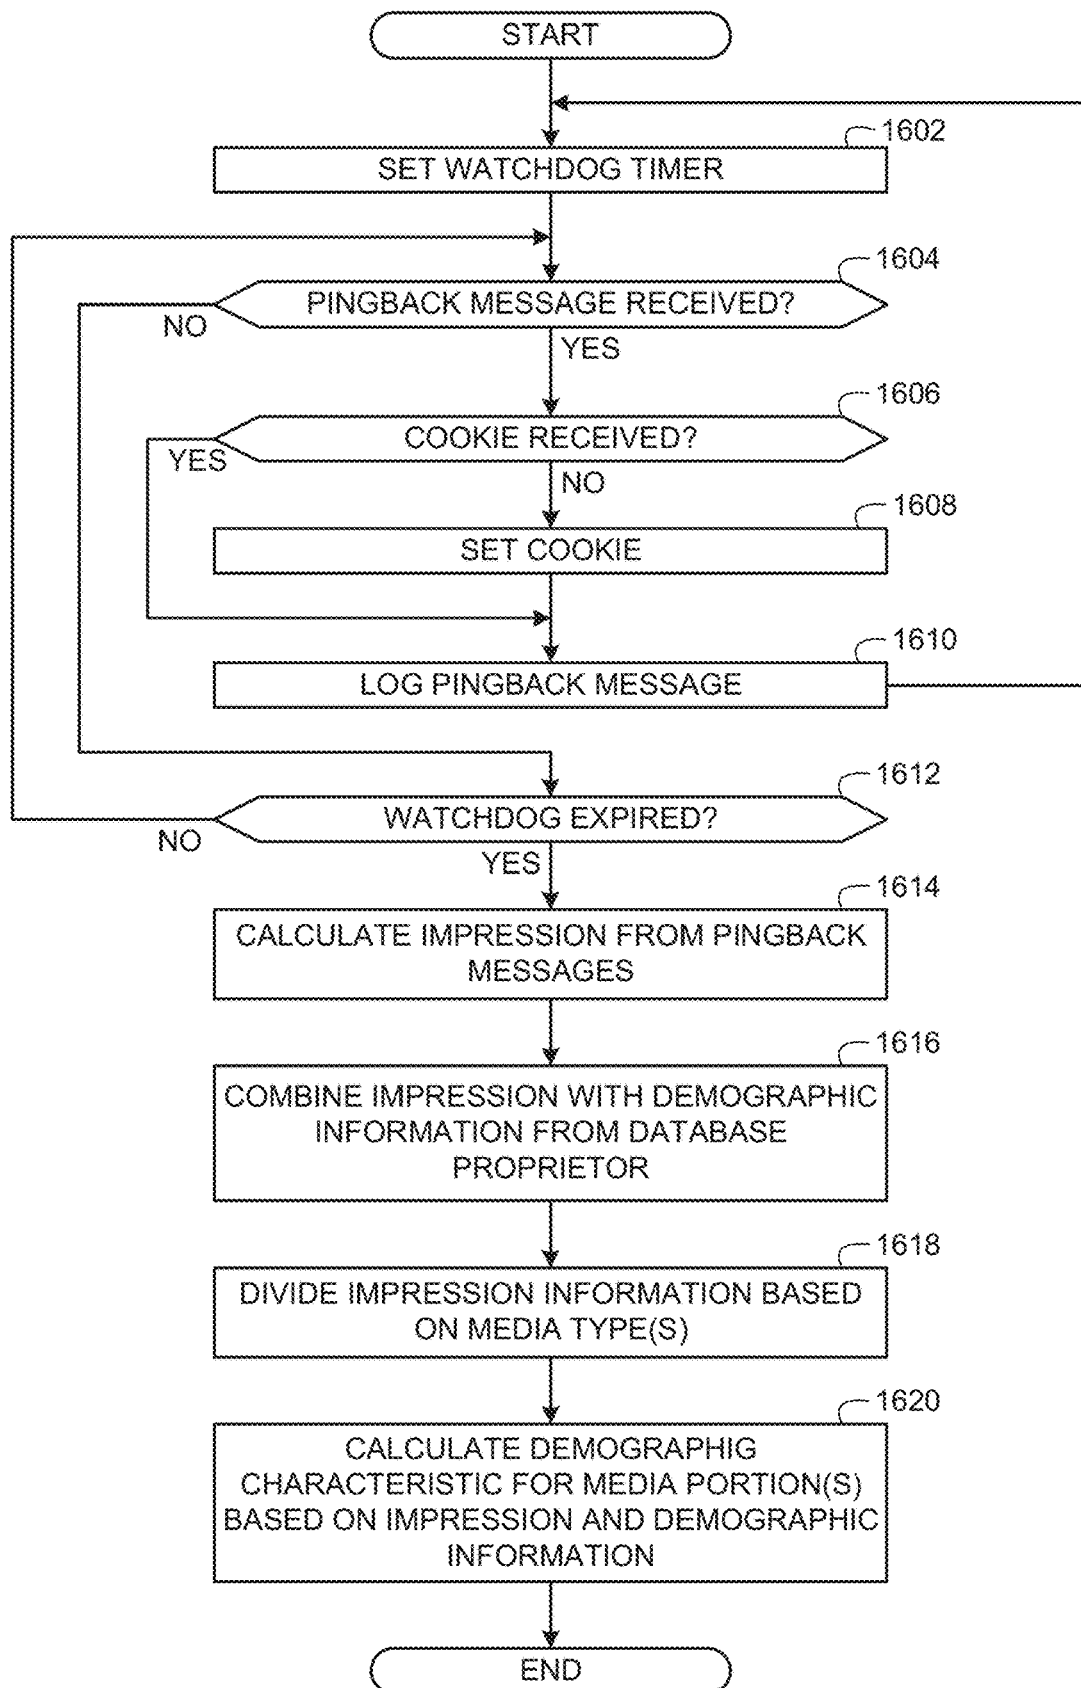 START
1602
SET WATCHDOG TIMER
1604
PINGBACK MESSAGE RECEIVED?
NO
YES
1606
COOKIE RECEIVED?
YES
NO
1608
SET COOKIE
1610
LOG PINGBACK MESSAGE
1612
WATCHDOG EXPIRED?
NO
YES
1614
CALCULATE IMPRESSION FROM PINGBACK
MESSAGES
1616
COMBINE IMPRESSION WITH DEMOGRAPHIC
INFORMATION FROM DATABASE
PROPRIETOR
1618
DIVIDE IMPRESSION INFORMATION BASED
ON MEDIA TYPE(S)
1620
CALCULATE DEMOGRAPHIG
CHARACTERISTIC FOR MEDIA PORTION(S)
BASED ON IMPRESSION AND DEMOGRAPHIC
INFORMATION
END